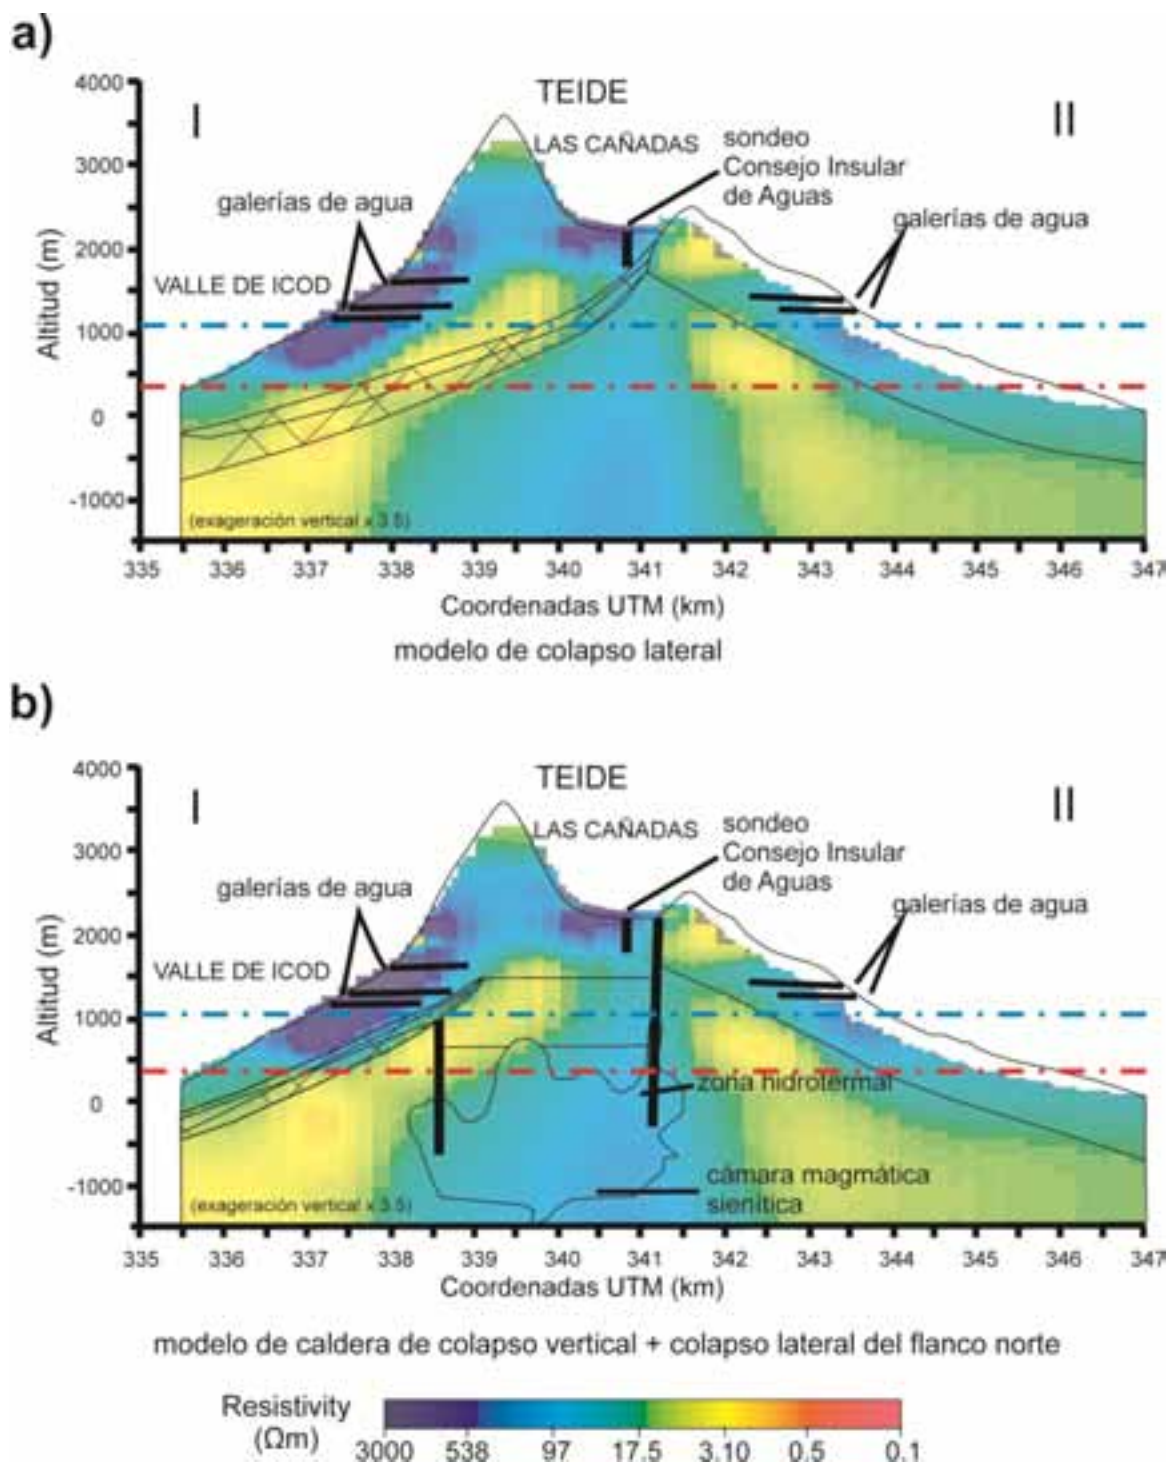 a)
4000
TEIDE
I
II
LAS CAÑADAS
sondeo
Consejo Insular
de Aguas
3000
galerías de agua
galerías de agua
2000
VALLE DE ICOD
Altitud (m)
1000
0
-1000
(exageración vertical x 3.5)
335 336 337 338 339 340 341 342 343 344 345 346 347
Coordenadas UTM (km)
modelo de colapso lateral
b)
4000
TEIDE
I
II
LAS CAÑADAS
sondeo
Consejo Insular
de Aguas
3000
galerías de agua
galerías de agua
2000
VALLE DE ICOD
Altitud (m)
1000
zona hidrotermal
0
cámara magmática
sienítica
-1000
(exageración vertical x 3.5)
335 336 337 338 339 340 341 342 343 344 345 346 347
Coordenadas UTM (km)
modelo de caldera de colapso vertical + colapso lateral del flanco norte
Resistivity
(Ωm)
3000 538 97 17.5 3.10 0.5 0.1